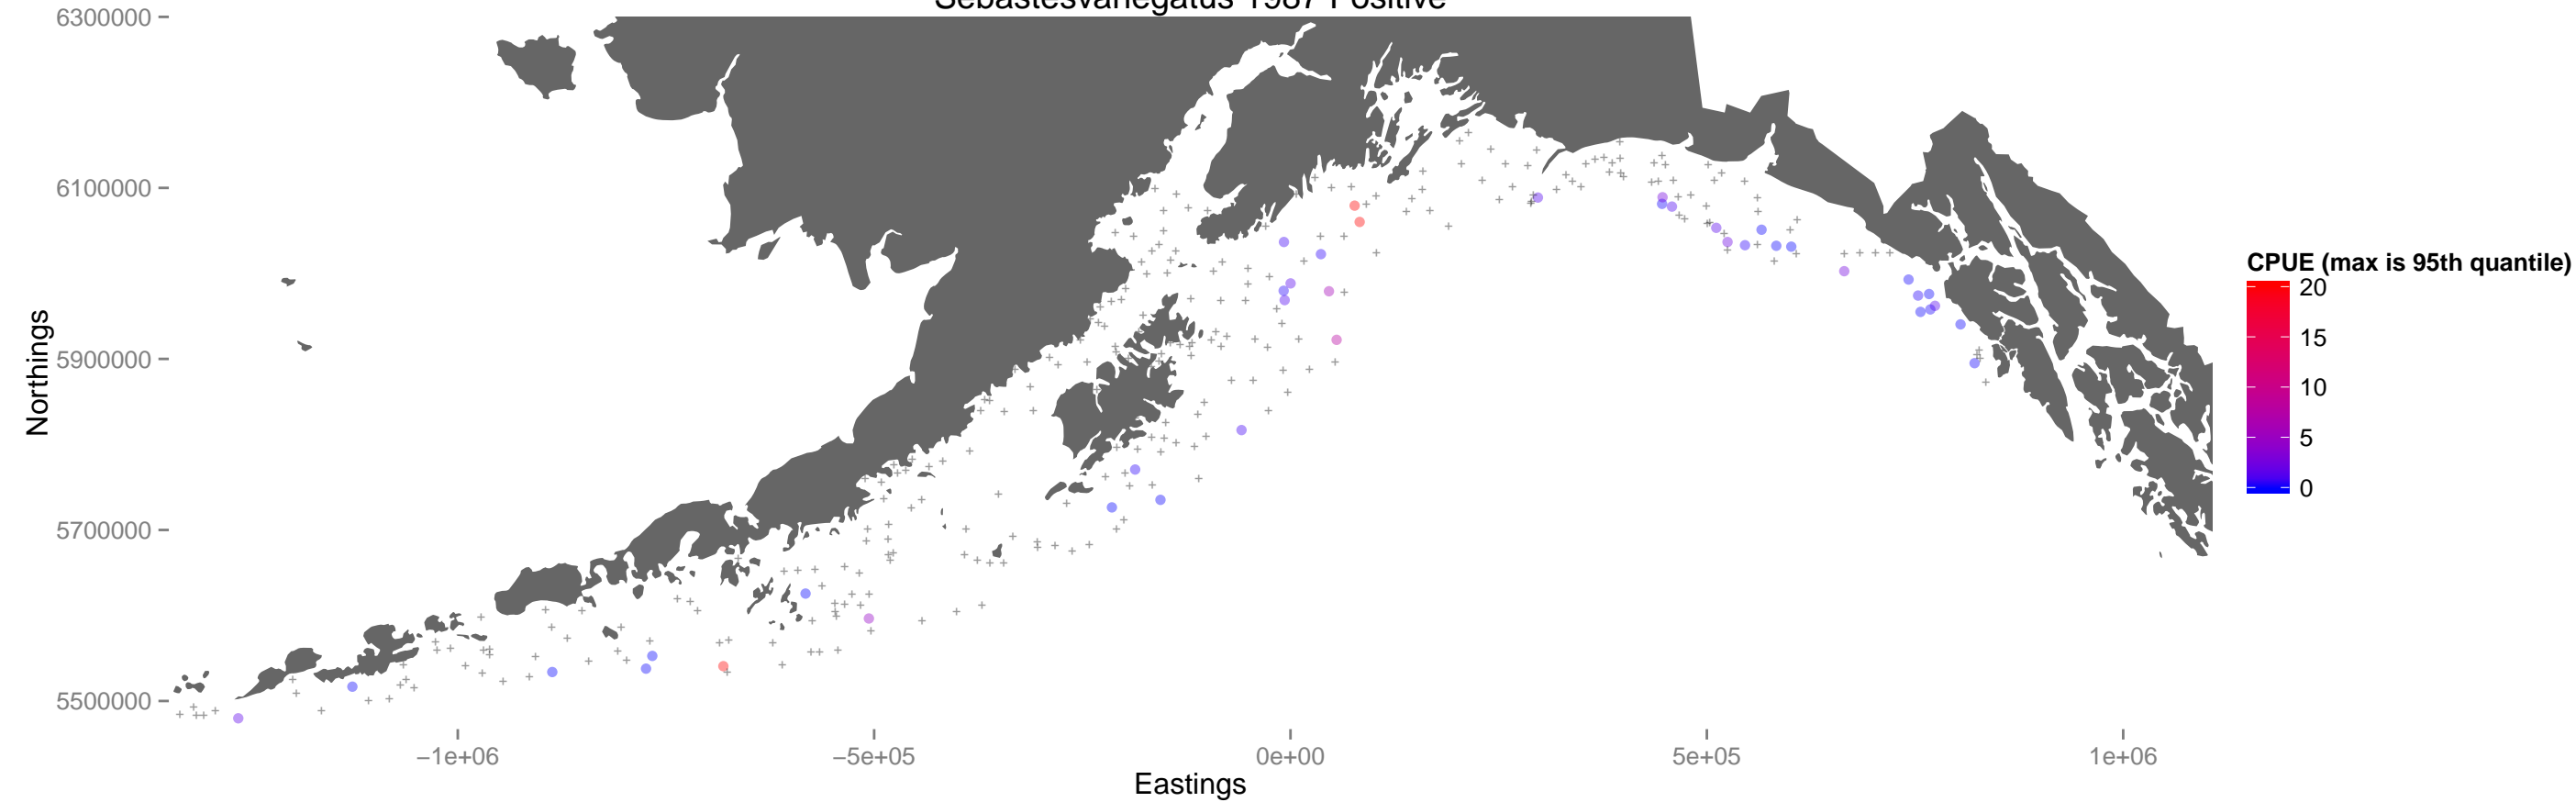 Sebastesvariegatus 1987 Positive
6300000
6100000
5900000
5700000
5500000
Northings
−1e+06
−5e+05
0e+00
5e+05
1e+06
Eastings
CPUE (max is 95th quantile)
20
15
10
5
0